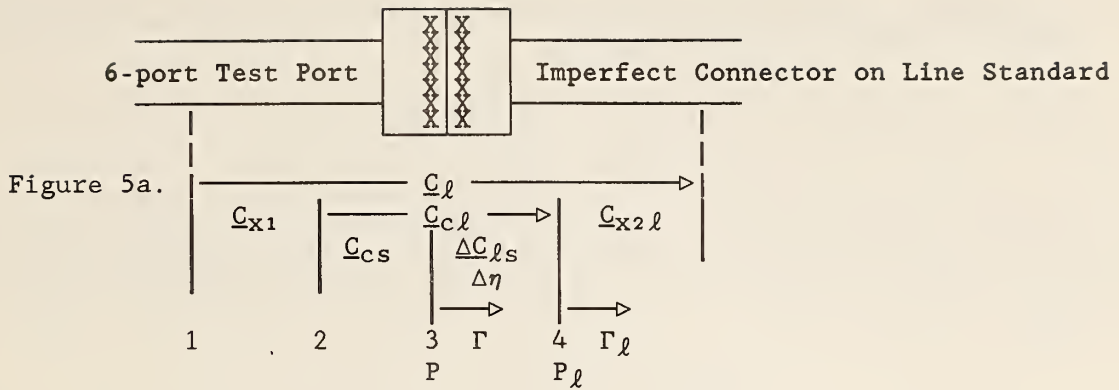 6-port Test Port
Imperfect Connector on Line Standard
Figure 5a.
C_ℓ
C_X1
C_cℓ
C_X2ℓ
C_cs
ΔC_ℓs
Δη
1 2 3 Γ 4 Γ_ℓ
P P_ℓ